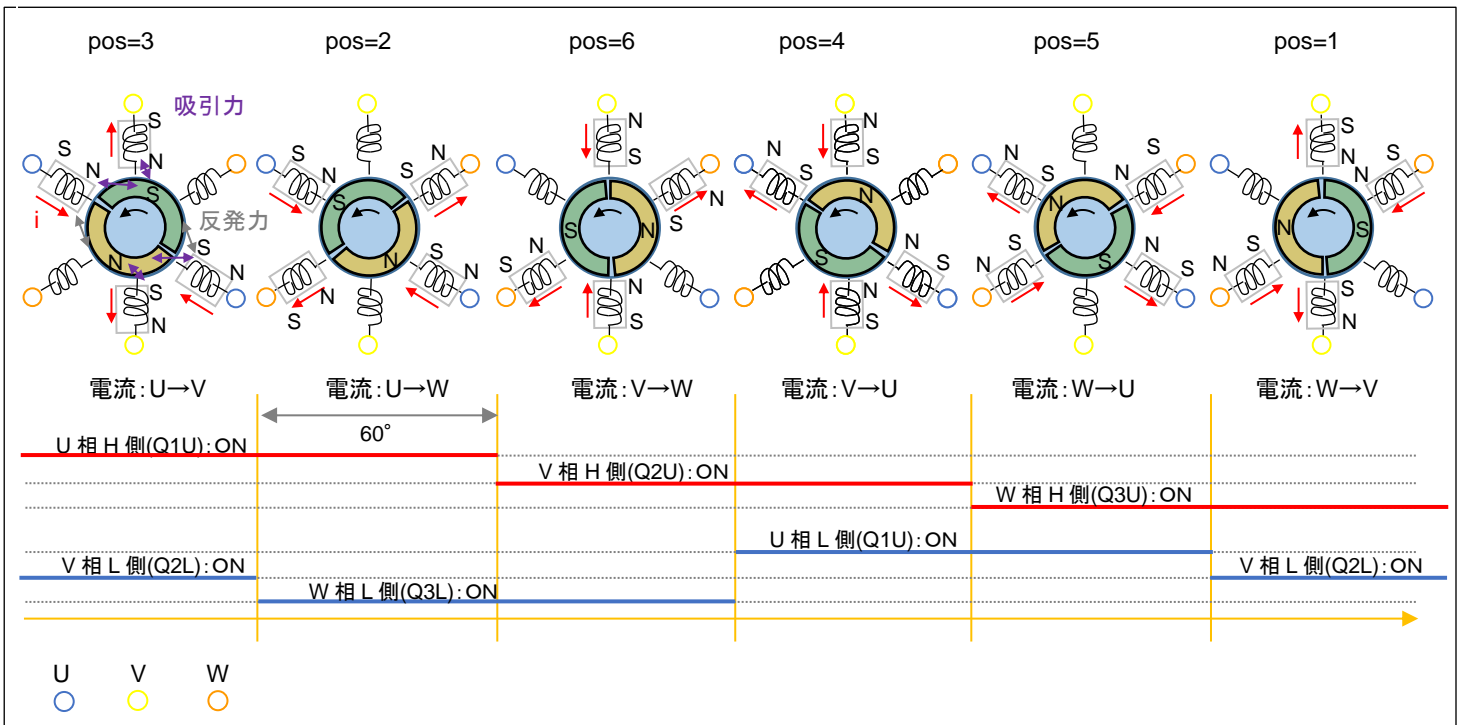 pos=3 pos=2 pos=6 pos=4 pos=5 pos=1
吸引力
S N S N S N i 反発力 S N N S N
S N N S S N N S
N S N S S N S N N S
N S N S N S N S N S
N S S N N S N S
S N N S S N N S S N
電流：U→V 電流：U→W 電流：V→W 電流：V→U 電流：W→U 電流：W→V
60°
U 相 H 側(Q1U)：ON
V 相 H 側(Q2U)：ON
W 相 H 側(Q3U)：ON
U 相 L 側(Q1U)：ON
V 相 L 側(Q2L)：ON
V 相 L 側(Q2L)：ON
W 相 L 側(Q3L)：ON
U V W